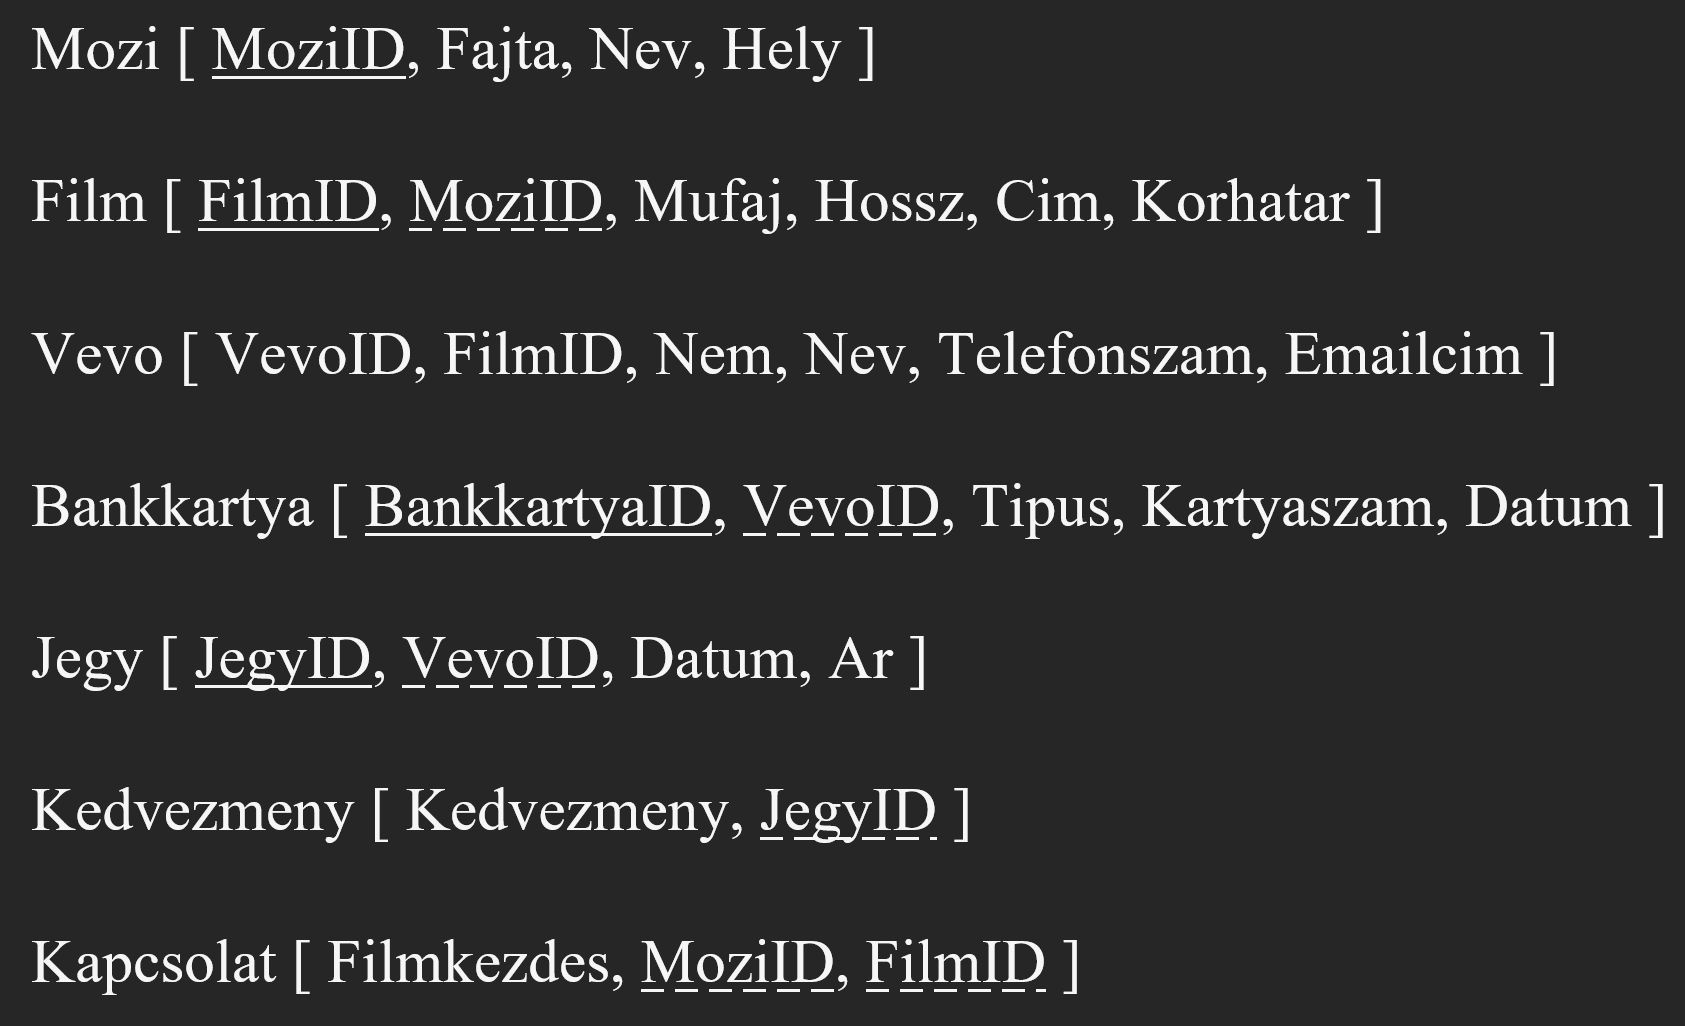 Mozi [ MoziID, Fajta, Nev, Hely ]
Film [ FilmID, MoziID, Mufaj, Hossz, Cim, Korhatar ]
Vevo [ VevoID, FilmID, Nem, Nev, Telefonszam, Emailcim ]
Bankkartya [ BankkartyaID, VevoID, Tipus, Kartyaszam, Datum ]
Jegy [ JegyID, VevoID, Datum, Ar ]
Kedvezmeny [ Kedvezmeny, JegyID ]
Kapcsolat [ Filmkezdes, MoziID, FilmID ]